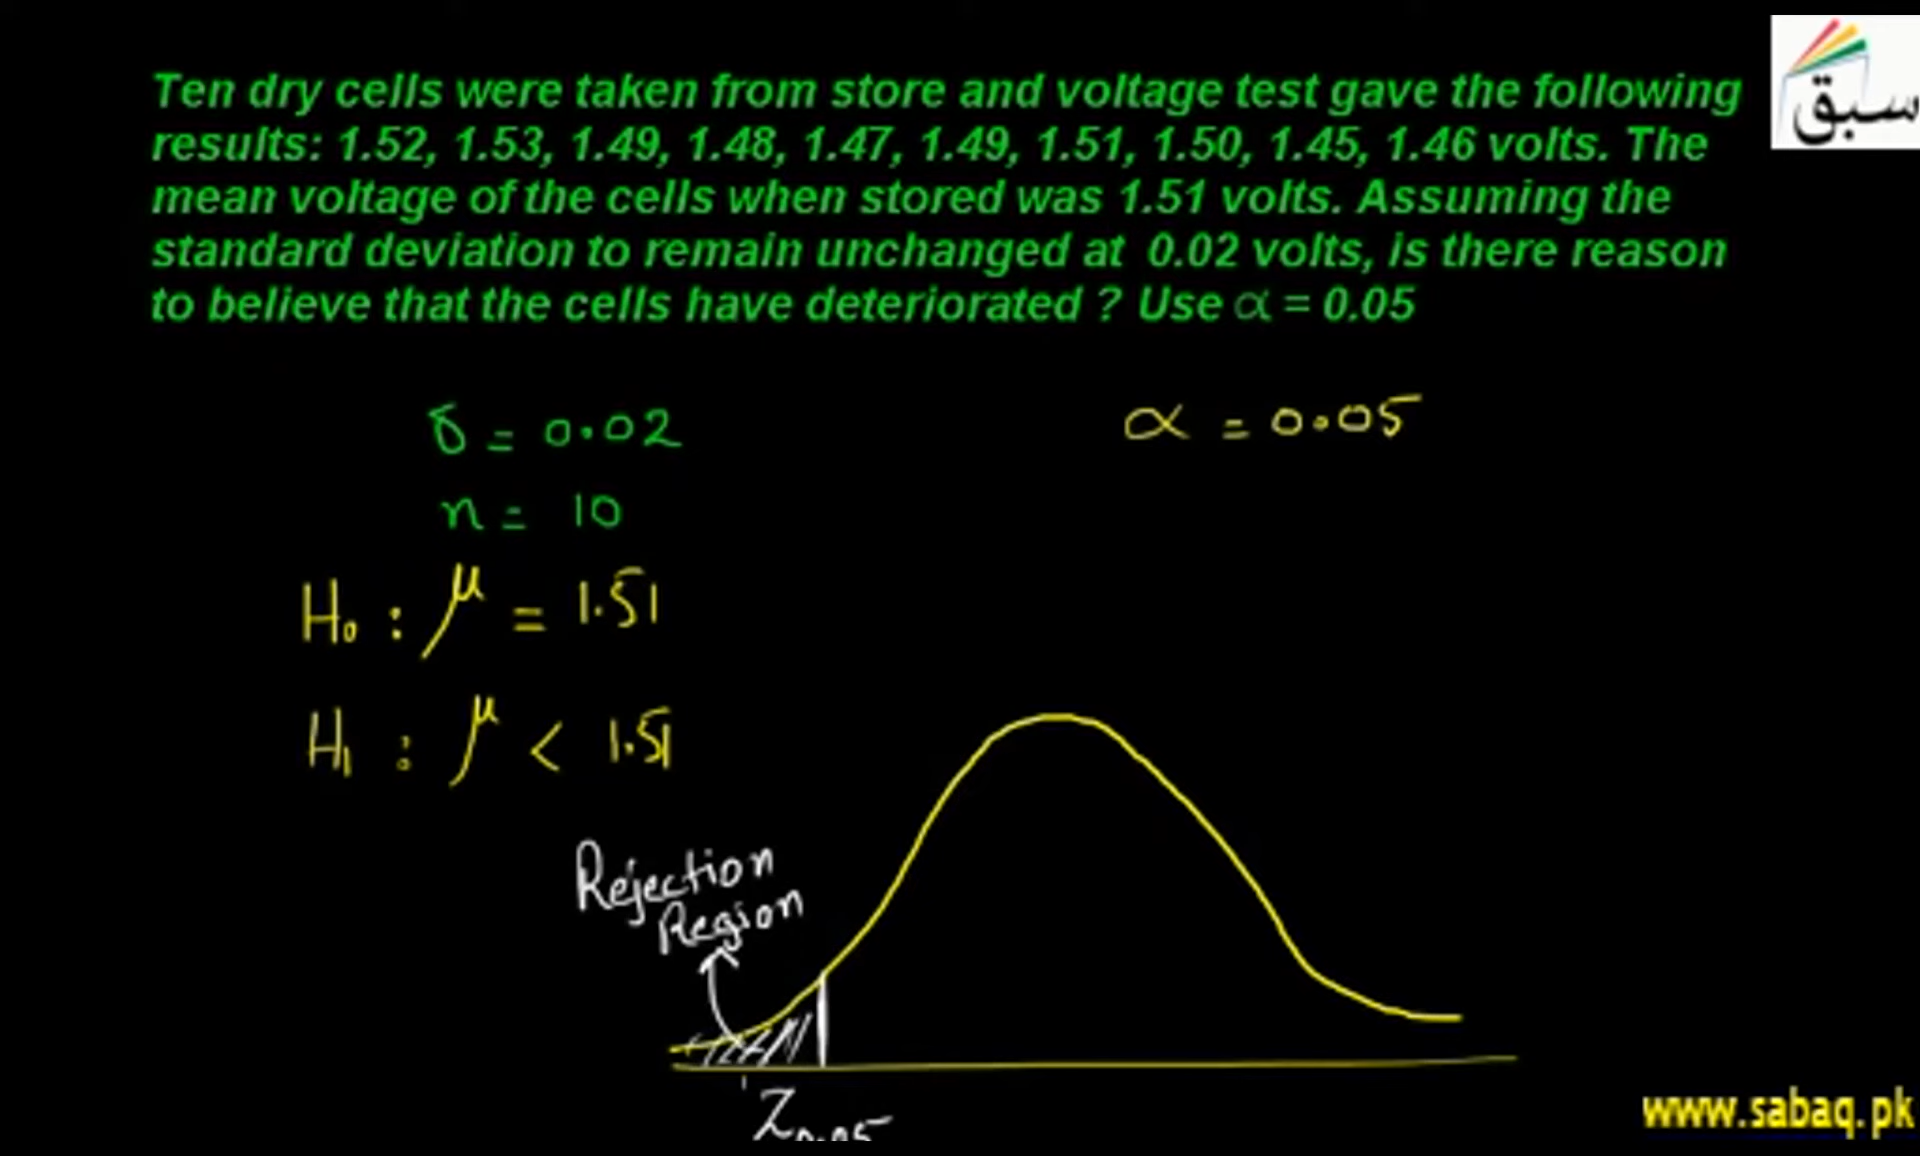 سبق
Ten dry cells were taken from store and voltage test gave the following
results: 1.52, 1.53, 1.49, 1.48, 1.47, 1.49, 1.51, 1.50, 1.45, 1.46 volts. The
mean voltage of the cells when stored was 1.51 volts. Assuming the
standard deviation to remain unchanged at 0.02 volts, is there reason
to believe that the cells have deteriorated ? Use α = 0.05
δ = 0.02
α = 0.05
n = 10
H₀ : μ = 1.51
H₁ : μ < 1.51
Rejection
Region
Z₀.₀₅
www.sabaq.pk